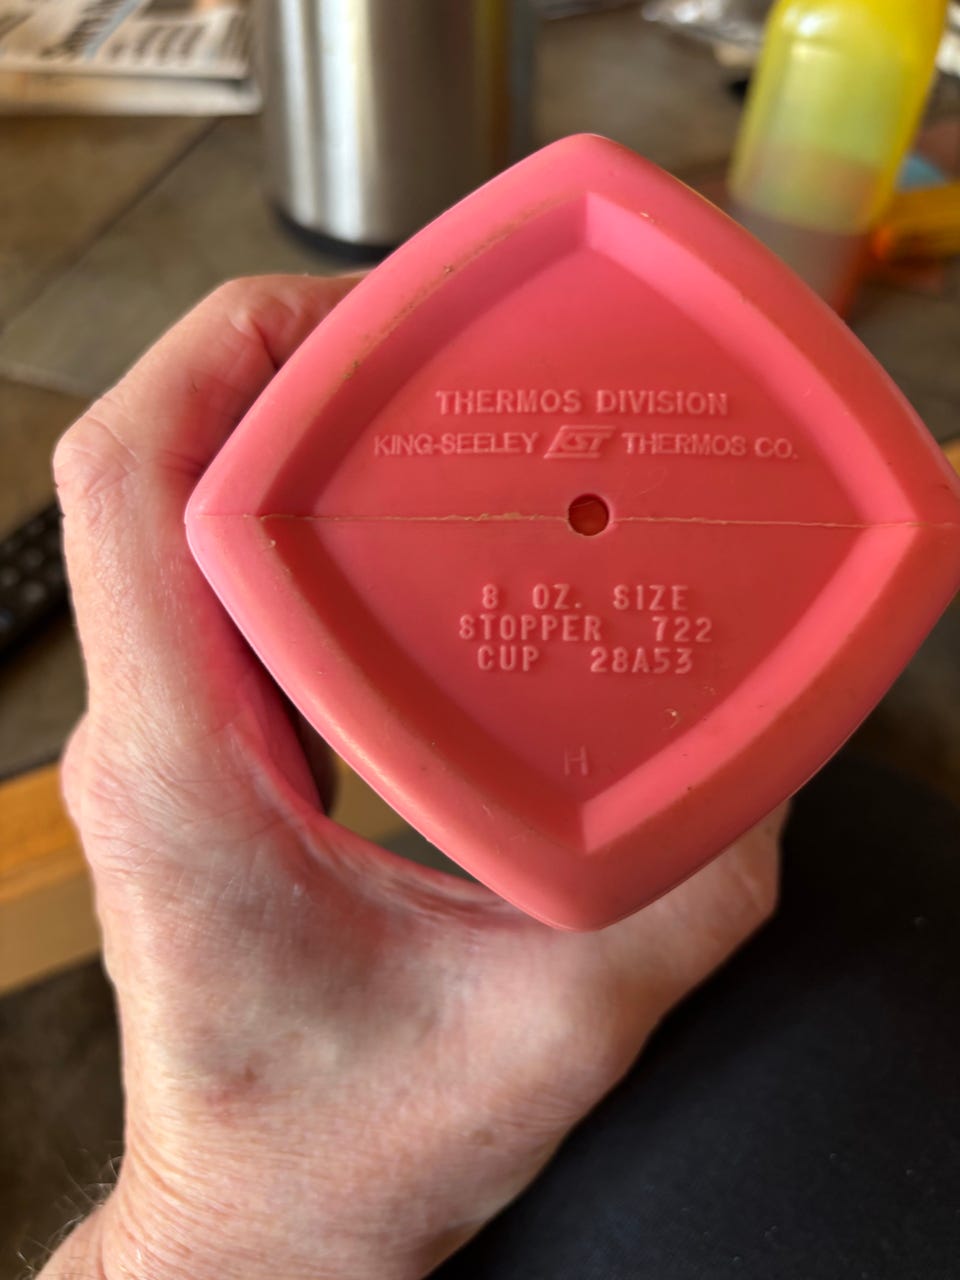 THERMOS DIVISION
KING-SEELEY KST THERMOS CO.
8 OZ. SIZE
STOPPER 722
CUP 28A53
H